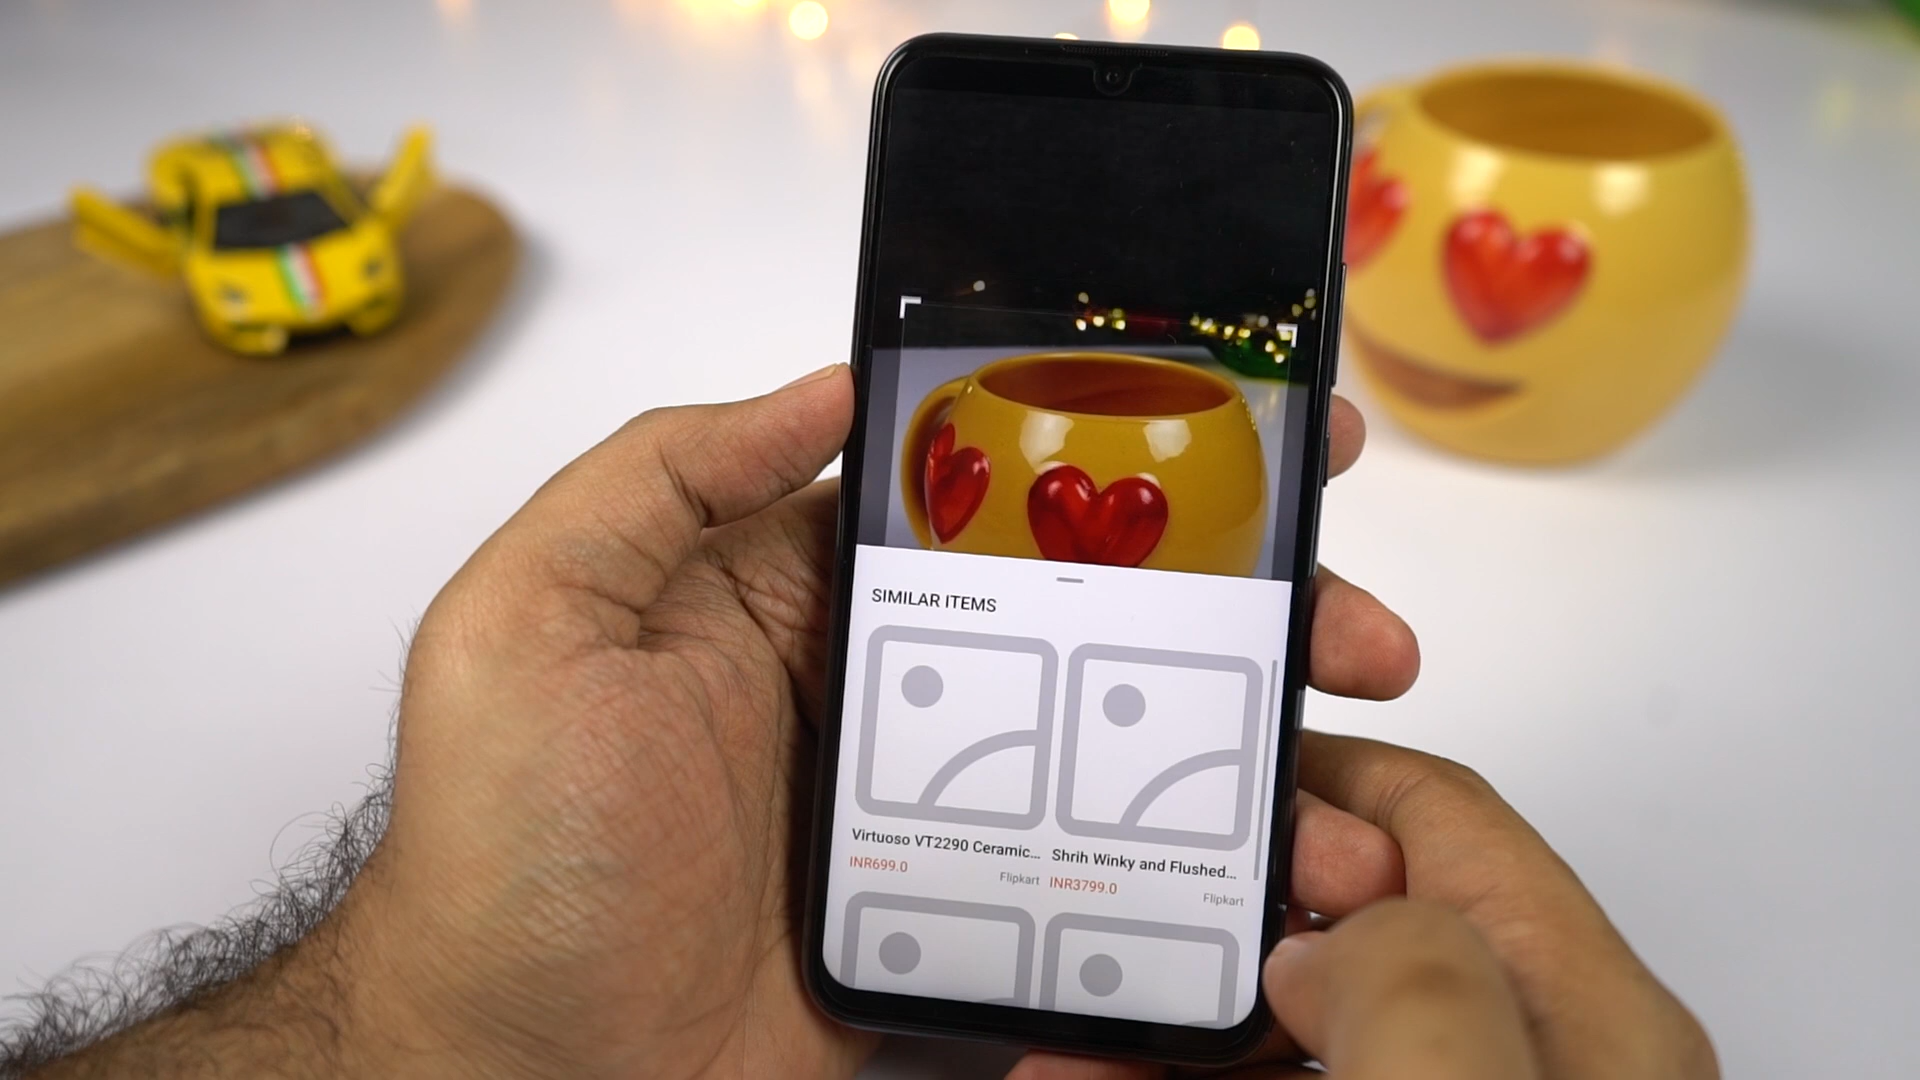 SIMILAR ITEMS
Virtuoso VT2290 Ceramic...
INR699.0
Flipkart
Shrih Winky and Flushed...
INR3799.0
Flipkart